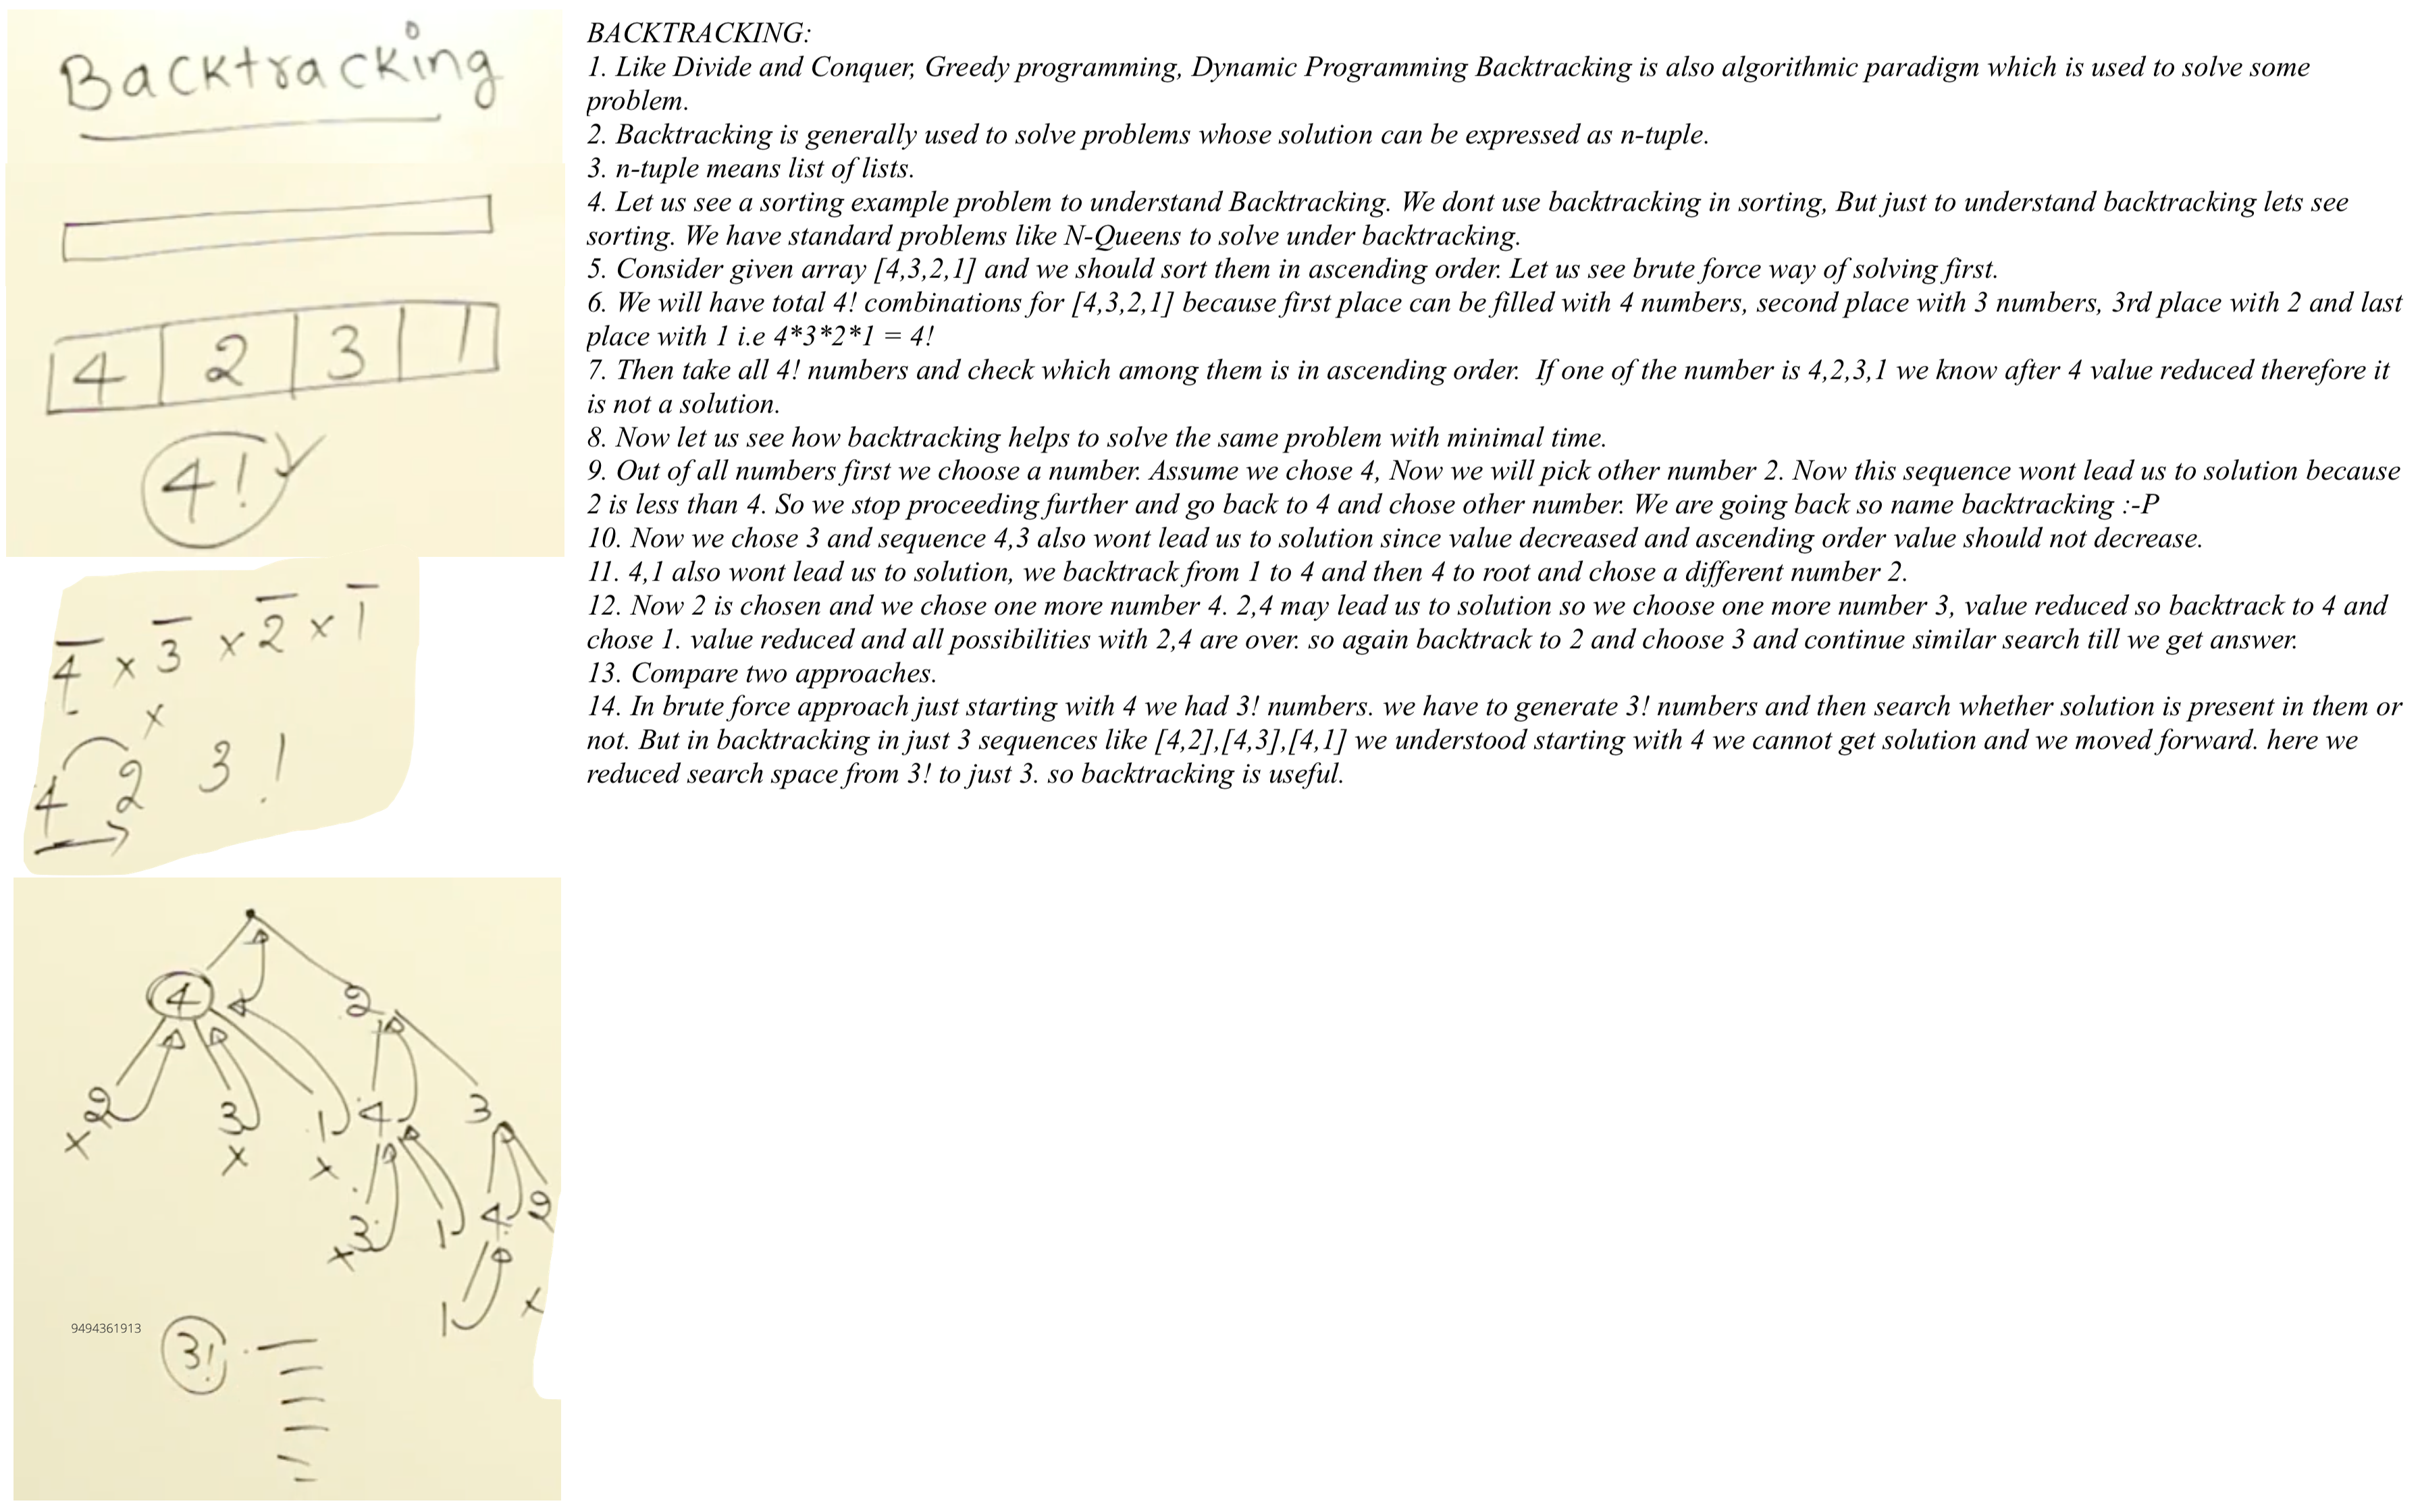 Backtracking
4 2 3 1
4!
4 x 3 x 2 x 1
x
4 2 3 !
4 2
2 3 1 4 3
x x x
3 1 4 2
x
1 x
9494361913
3!
BACKTRACKING:
1. Like Divide and Conquer, Greedy programming, Dynamic Programming Backtracking is also algorithmic paradigm which is used to solve some
problem.
2. Backtracking is generally used to solve problems whose solution can be expressed as n-tuple.
3. n-tuple means list of lists.
4. Let us see a sorting example problem to understand Backtracking. We dont use backtracking in sorting, But just to understand backtracking lets see
sorting. We have standard problems like N-Queens to solve under backtracking.
5. Consider given array [4,3,2,1] and we should sort them in ascending order. Let us see brute force way of solving first.
6. We will have total 4! combinations for [4,3,2,1] because first place can be filled with 4 numbers, second place with 3 numbers, 3rd place with 2 and last
place with 1 i.e 4*3*2*1 = 4!
7. Then take all 4! numbers and check which among them is in ascending order.  If one of the number is 4,2,3,1 we know after 4 value reduced therefore it
is not a solution.
8. Now let us see how backtracking helps to solve the same problem with minimal time.
9. Out of all numbers first we choose a number. Assume we chose 4, Now we will pick other number 2. Now this sequence wont lead us to solution because
2 is less than 4. So we stop proceeding further and go back to 4 and chose other number. We are going back so name backtracking :-P
10. Now we chose 3 and sequence 4,3 also wont lead us to solution since value decreased and ascending order value should not decrease.
11. 4,1 also wont lead us to solution, we backtrack from 1 to 4 and then 4 to root and chose a different number 2.
12. Now 2 is chosen and we chose one more number 4. 2,4 may lead us to solution so we choose one more number 3, value reduced so backtrack to 4 and
chose 1. value reduced and all possibilities with 2,4 are over. so again backtrack to 2 and choose 3 and continue similar search till we get answer.
13. Compare two approaches.
14. In brute force approach just starting with 4 we had 3! numbers. we have to generate 3! numbers and then search whether solution is present in them or
not. But in backtracking in just 3 sequences like [4,2],[4,3],[4,1] we understood starting with 4 we cannot get solution and we moved forward. here we
reduced search space from 3! to just 3. so backtracking is useful.